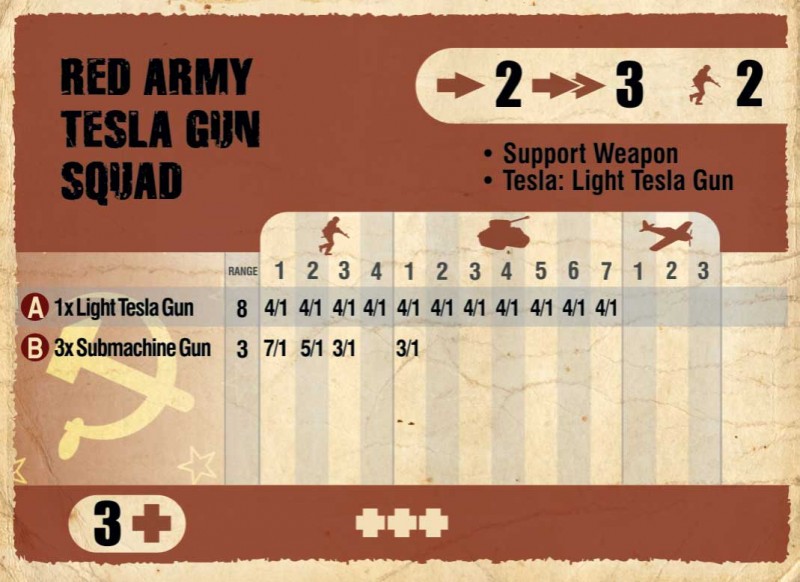 RED ARMY
TESLA GUN
SQUAD
2 3 2
• Support Weapon
• Tesla: Light Tesla Gun
RANGE 1 2 3 4 1 2 3 4 5 6 7 1 2 3
A 1x Light Tesla Gun 8 4/1 4/1 4/1 4/1 4/1 4/1 4/1 4/1 4/1 4/1 4/1
B 3x Submachine Gun 3 7/1 5/1 3/1 3/1
3